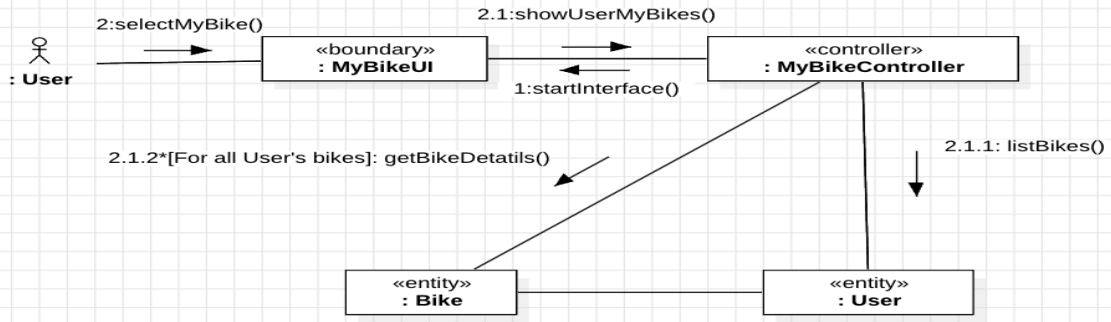 2:selectMyBike()
2.1:showUserMyBikes()
: User
«boundary»
: MyBikeUI
«controller»
: MyBikeController
1:startInterface()
2.1.2*[For all User's bikes]: getBikeDetatils()
2.1.1: listBikes()
«entity»
: Bike
«entity»
: User